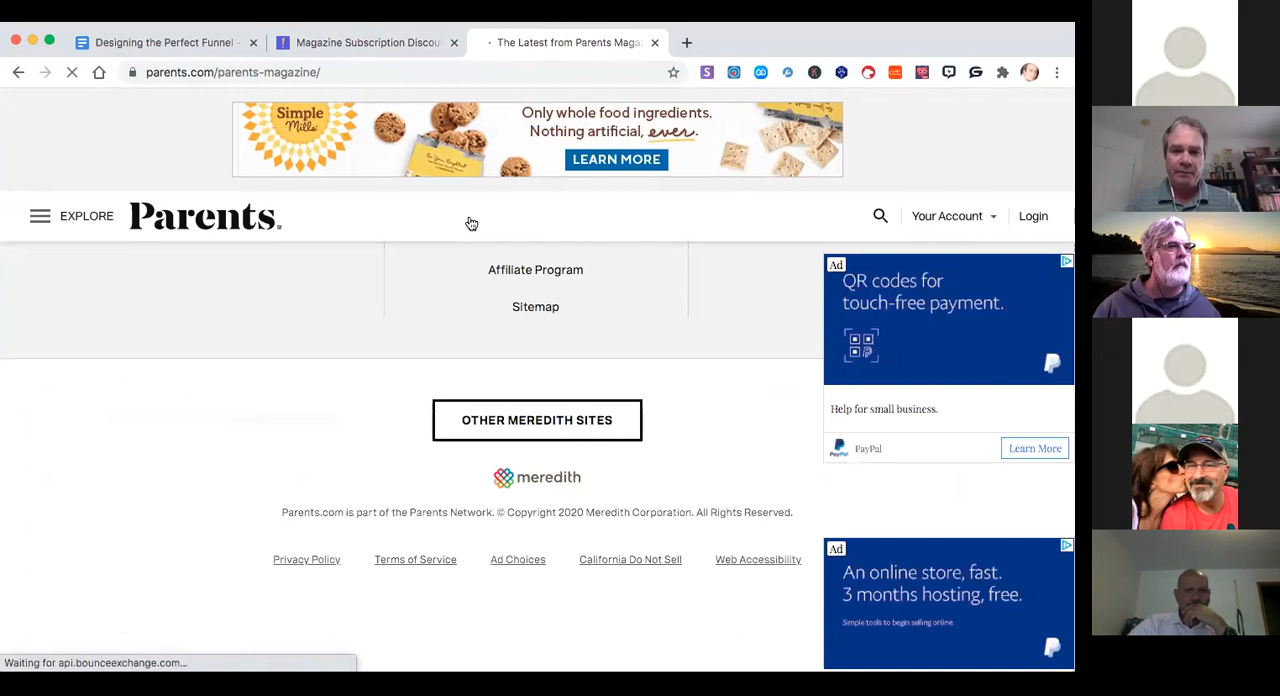 Designing the Perfect Funnel
Magazine Subscription Discou
The Latest from Parents Maga
parents.com/parents-magazine/
Simple
Mills
Only whole food ingredients.
Nothing artificial, ever.
LEARN MORE
EXPLORE
Parents.
Your Account
Login
Affiliate Program
Sitemap
Ad
QR codes for
touch-free payment.
Help for small business.
PayPal
Learn More
OTHER MEREDITH SITES
meredith
Parents.com is part of the Parents Network. © Copyright 2020 Meredith Corporation. All Rights Reserved.
Privacy Policy
Terms of Service
Ad Choices
California Do Not Sell
Web Accessibility
Ad
An online store, fast.
3 months hosting, free.
Simple tools to begin selling online
Waiting for api.bounceexchange.com...